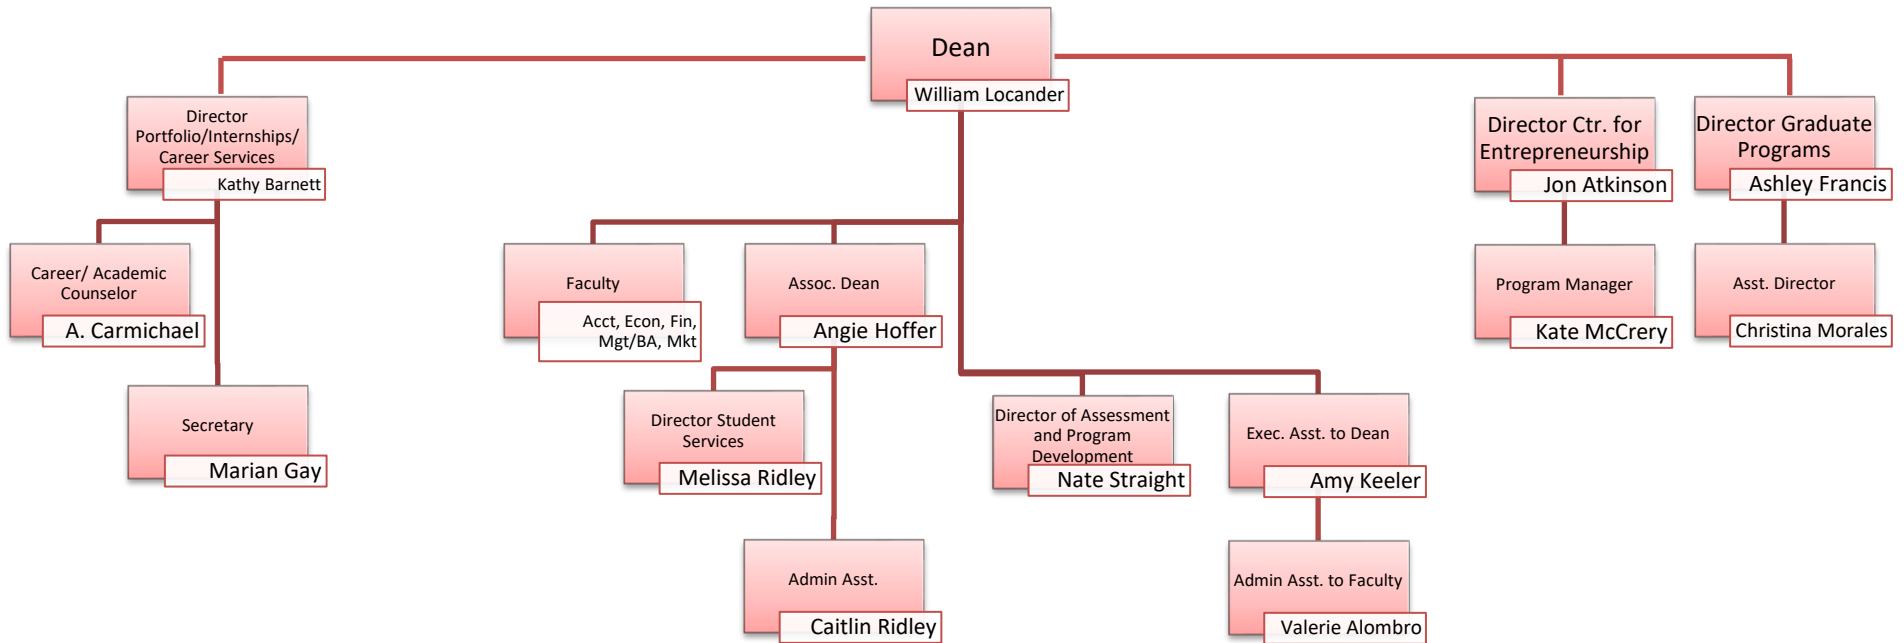 Dean
William Locander
Director
Portfolio/Internships/
Career Services
Kathy Barnett
Director Ctr. for
Entrepreneurship
Jon Atkinson
Director Graduate
Programs
Ashley Francis
Career/ Academic
Counselor
A. Carmichael
Faculty
Acct, Econ, Fin,
Mgt/BA, Mkt
Assoc. Dean
Angie Hoffer
Program Manager
Kate McCrery
Asst. Director
Christina Morales
Secretary
Marian Gay
Director Student
Services
Melissa Ridley
Director of Assessment
and Program
Development
Nate Straight
Exec. Asst. to Dean
Amy Keeler
Admin Asst.
Caitlin Ridley
Admin Asst. to Faculty
Valerie Alombro